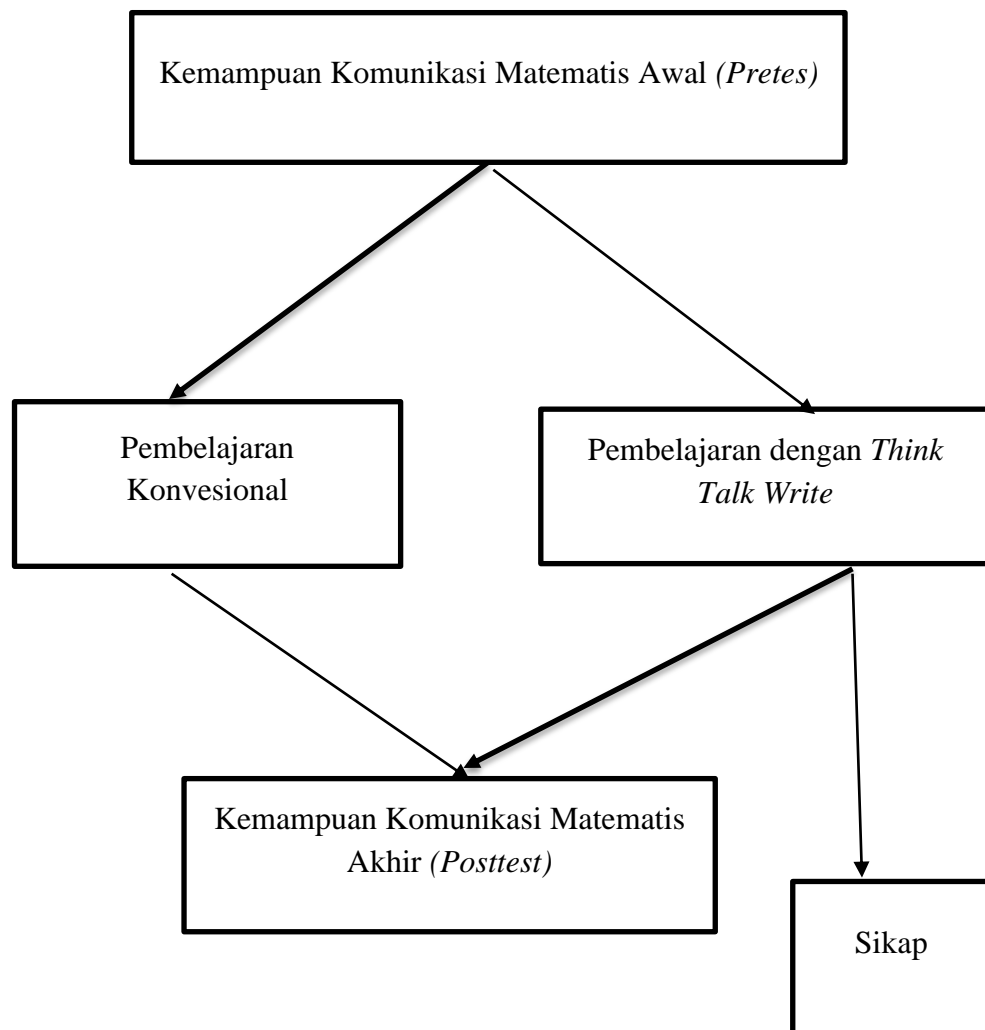 Kemampuan Komunikasi Matematis Awal (Pretes)
Pembelajaran
Konvesional
Pembelajaran dengan Think
Talk Write
Kemampuan Komunikasi Matematis
Akhir (Posttest)
Sikap